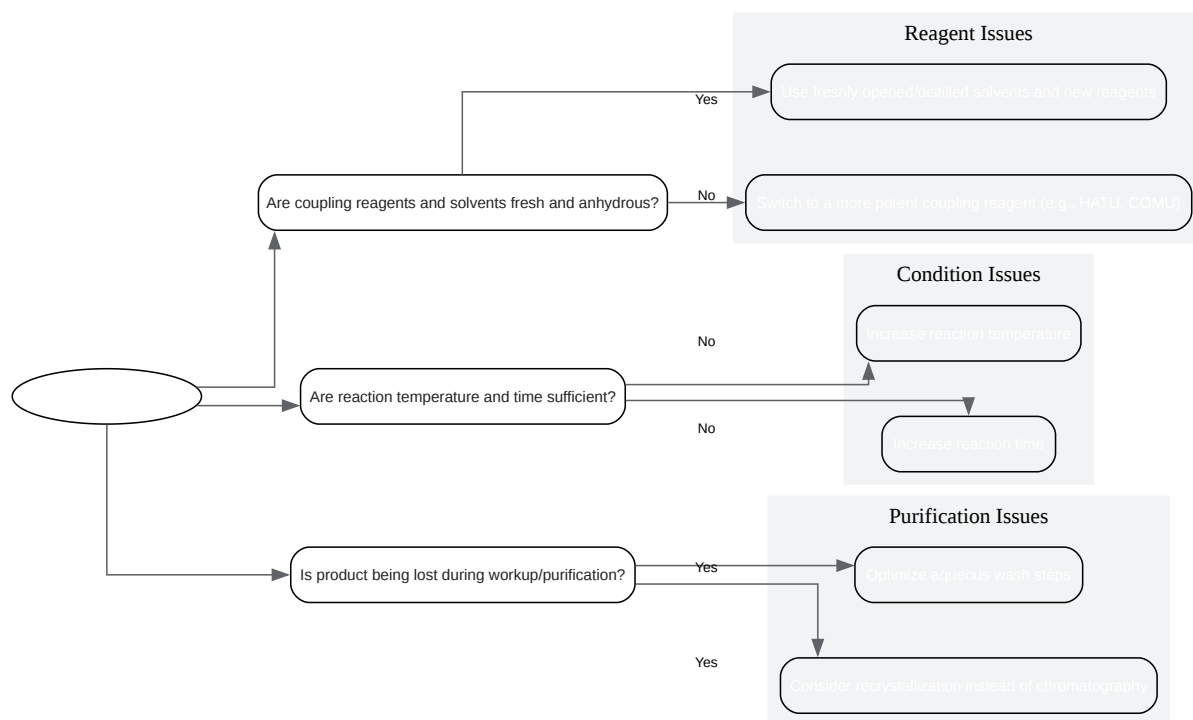 Reagent Issues
Use freshly opened/distilled solvents and new reagents
Yes
Are coupling reagents and solvents fresh and anhydrous?
No
Switch to a more potent coupling reagent (e.g., HATU, COMU)
Condition Issues
Increase reaction temperature
No
Are reaction temperature and time sufficient?
No
Increase reaction time
Purification Issues
Is product being lost during workup/purification?
Yes
Optimize aqueous wash steps
Yes
Consider recrystallization instead of chromatography